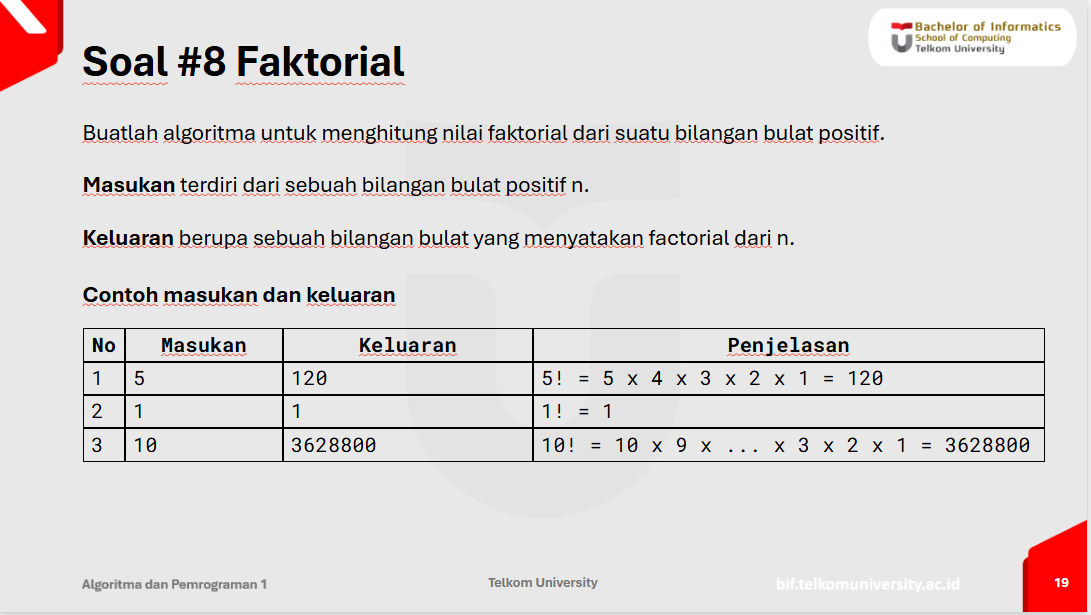 Bachelor of Informatics
School of Computing
Telkom University
Soal #8 Faktorial
Buatlah algoritma untuk menghitung nilai faktorial dari suatu bilangan bulat positif.
Masukan terdiri dari sebuah bilangan bulat positif n.
Keluaran berupa sebuah bilangan bulat yang menyatakan factorial dari n.
Contoh masukan dan keluaran
No Masukan Keluaran Penjelasan
1 5 120 5! = 5 x 4 x 3 x 2 x 1 = 120
2 1 1 1! = 1
3 10 3628800 10! = 10 x 9 x ... x 3 x 2 x 1 = 3628800
Algoritma dan Pemrograman 1 Telkom University bif.telkomuniversity.ac.id 19